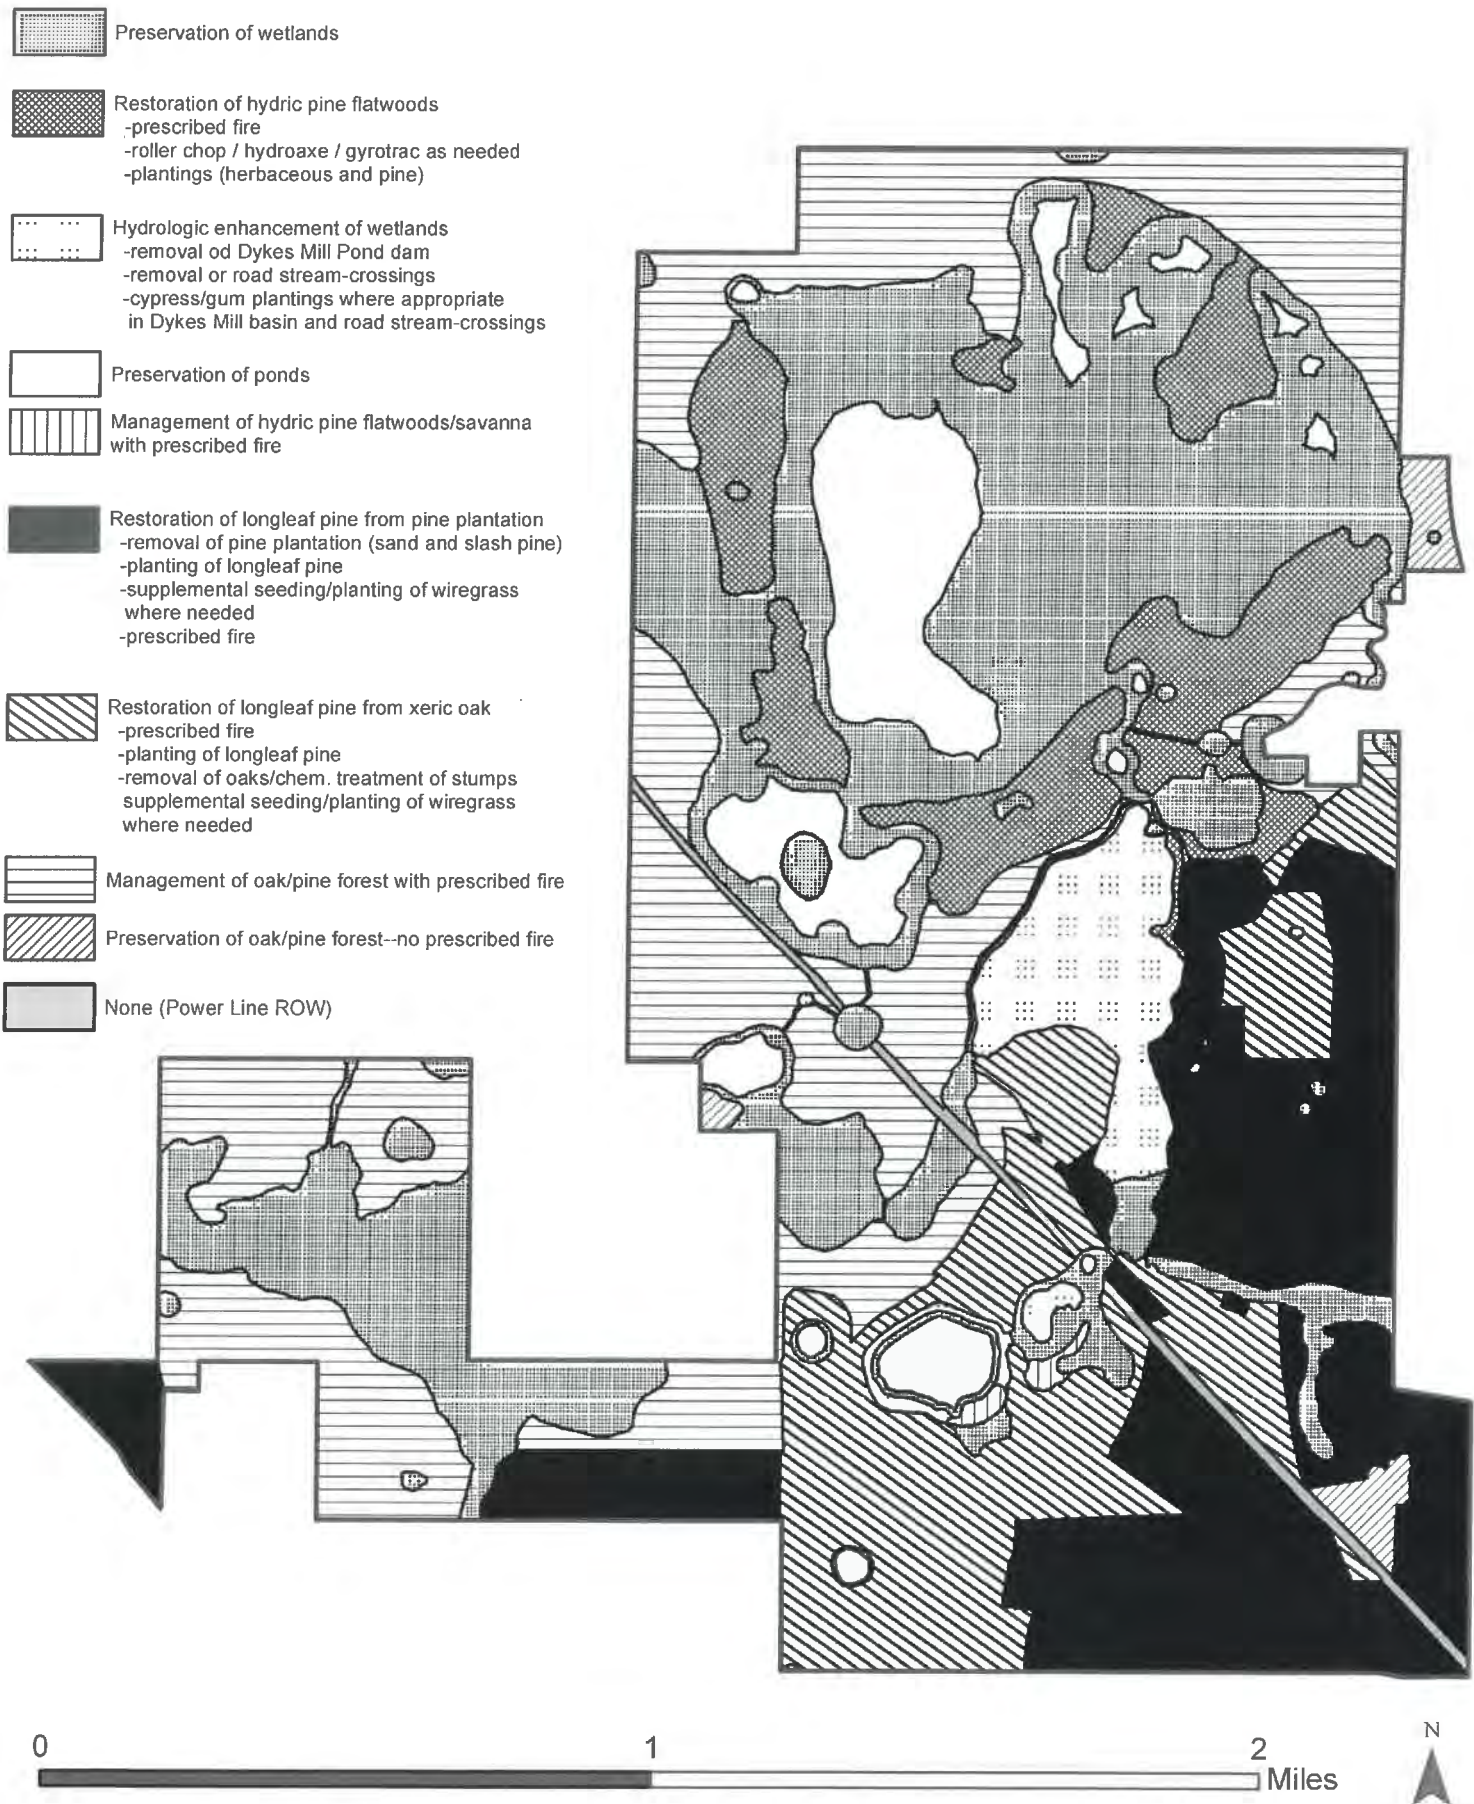 Preservation of wetlands
Restoration of hydric pine flatwoods
-prescribed fire
-roller chop / hydroaxe / gyrotrac as needed
-plantings (herbaceous and pine)
Hydrologic enhancement of wetlands
-removal od Dykes Mill Pond dam
-removal or road stream-crossings
-cypress/gum plantings where appropriate
in Dykes Mill basin and road stream-crossings
Preservation of ponds
Management of hydric pine flatwoods/savanna
with prescribed fire
Restoration of longleaf pine from pine plantation
-removal of pine plantation (sand and slash pine)
-planting of longleaf pine
-supplemental seeding/planting of wiregrass
where needed
-prescribed fire
Restoration of longleaf pine from xeric oak
-prescribed fire
-planting of longleaf pine
-removal of oaks/chem. treatment of stumps
supplemental seeding/planting of wiregrass
where needed
Management of oak/pine forest with prescribed fire
Preservation of oak/pine forest--no prescribed fire
None (Power Line ROW)
N
0 1 2
Miles